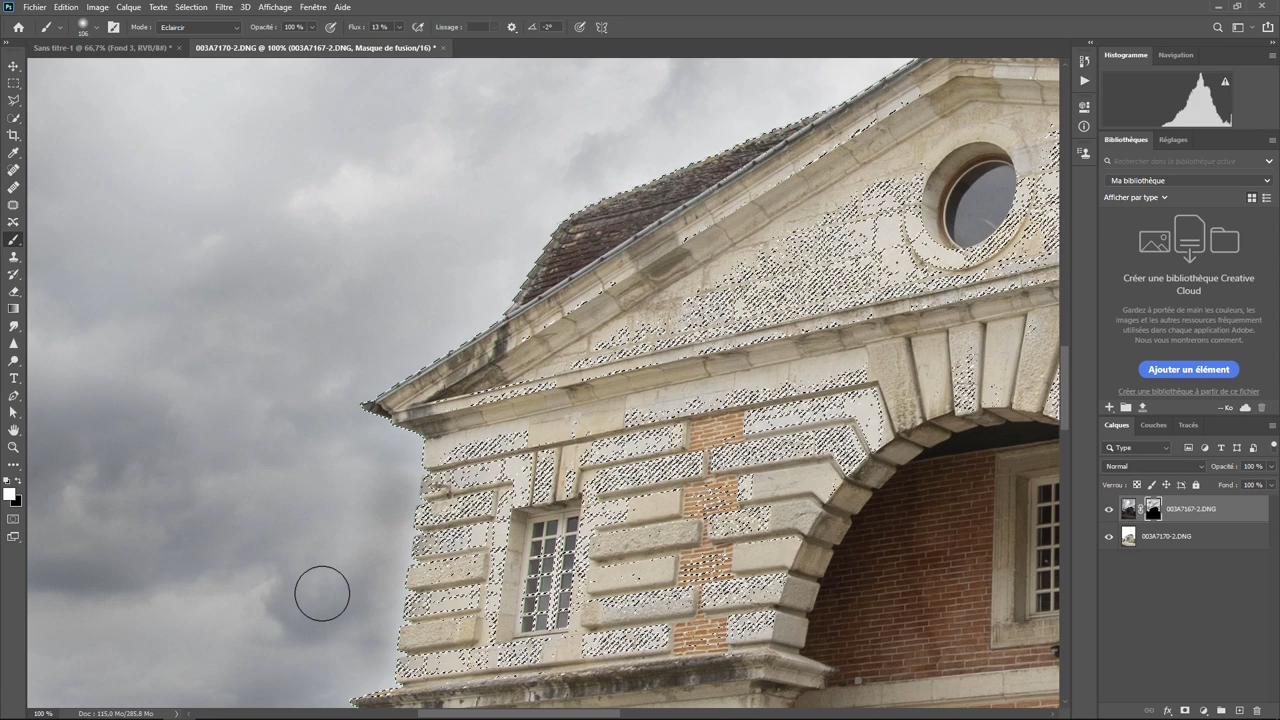 Fichier Edition Image Calque Texte Sélection Filtre 3D Affichage Fenêtre Aide
106 Mode : Eclaircir Opacité : 100 % Flux : 13 % Lissage : -2°
Sans titre-1 @ 66,7% (Fond 3, RVB/8#) * × 003A7170-2.DNG @ 100% (003A7167-2.DNG, Masque de fusion/16) * ×
Histogramme Navigation
Bibliothèques Réglages
Rechercher dans la bibliothèque active
Ma bibliothèque
Afficher par type
Créer une bibliothèque Creative
Cloud
Gardez à portée de main les couleurs, les
images et les autres ressources fréquemment
utilisées dans chaque application Adobe.
Nous vous montrerons comment.
Ajouter un élément
Créer une bibliothèque à partir de ce fichier
-- Ko
Calques Couches Tracés
Type
Normal Opacité : 100 %
Verrou : Fond : 100 %
003A7167-2.DNG
003A7170-2.DNG
100 % Doc : 115,0 Mo/285,8 Mo